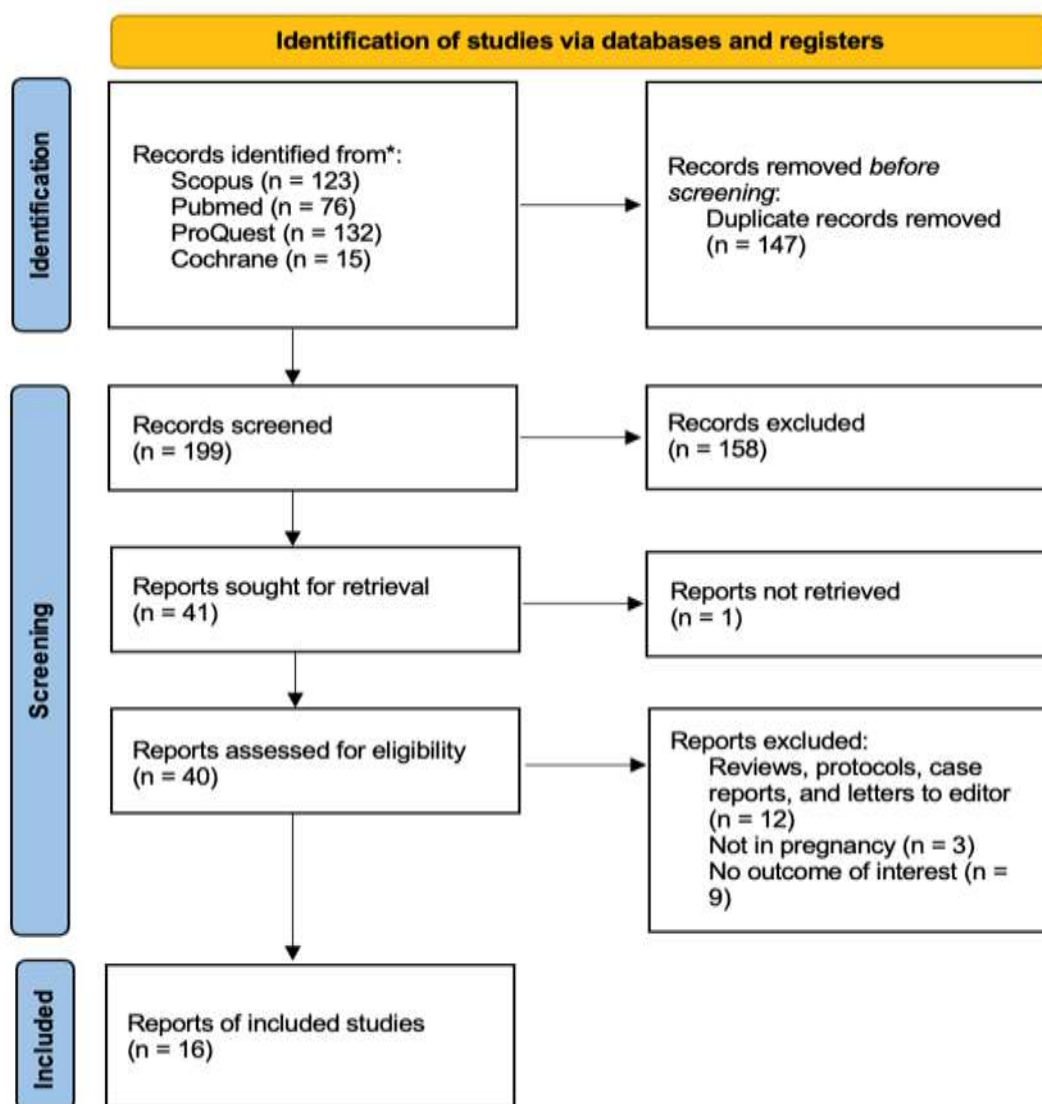 Identification of studies via databases and registers
Identification
Records identified from*:
Scopus (n = 123)
Pubmed (n = 76)
ProQuest (n = 132)
Cochrane (n = 15)
Records removed before
screening:
Duplicate records removed
(n = 147)
Screening
Records screened
(n = 199)
Records excluded
(n = 158)
Reports sought for retrieval
(n = 41)
Reports not retrieved
(n = 1)
Reports assessed for eligibility
(n = 40)
Reports excluded:
Reviews, protocols, case
reports, and letters to editor
(n = 12)
Not in pregnancy (n = 3)
No outcome of interest (n =
9)
Included
Reports of included studies
(n = 16)